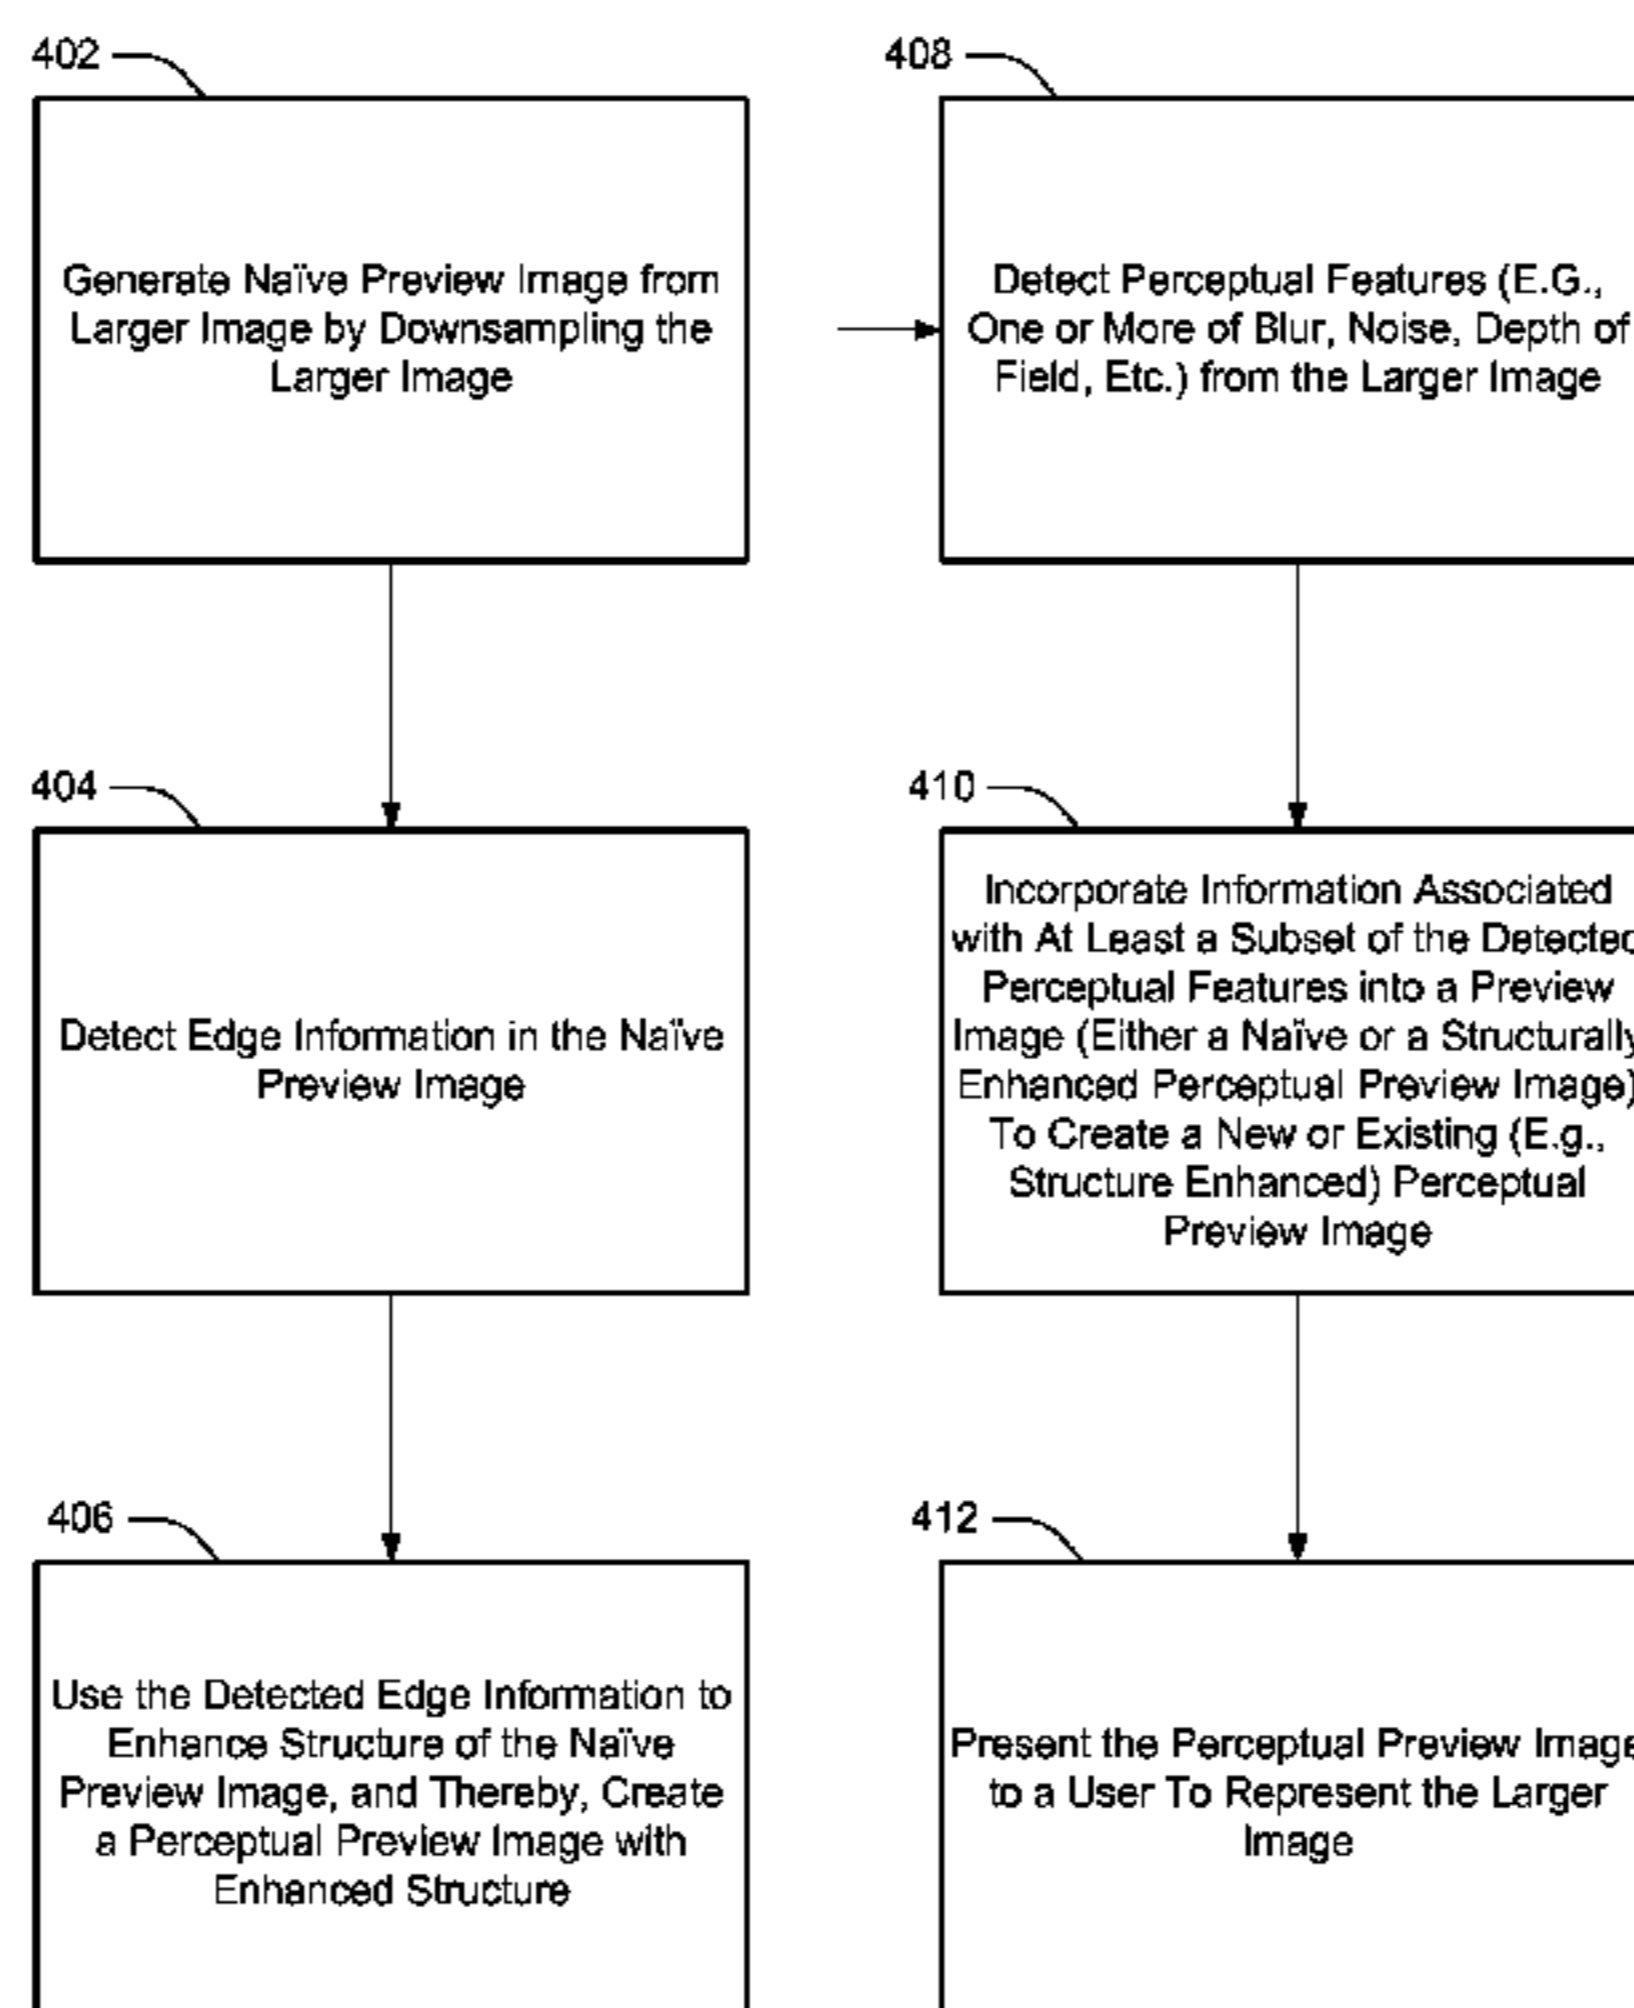 402
Generate Naïve Preview Image from
Larger Image by Downsampling the
Larger Image
404
Detect Edge Information in the Naïve
Preview Image
406
Use the Detected Edge Information to
Enhance Structure of the Naïve
Preview Image, and Thereby, Create
a Perceptual Preview Image with
Enhanced Structure
408
Detect Perceptual Features (E.G.,
One or More of Blur, Noise, Depth of
Field, Etc.) from the Larger Image
410
Incorporate Information Associated
with At Least a Subset of the Detected
Perceptual Features into a Preview
Image (Either a Naïve or a Structurally
Enhanced Perceptual Preview Image)
To Create a New or Existing (E.g.,
Structure Enhanced) Perceptual
Preview Image
412
Present the Perceptual Preview Image
to a User To Represent the Larger
Image